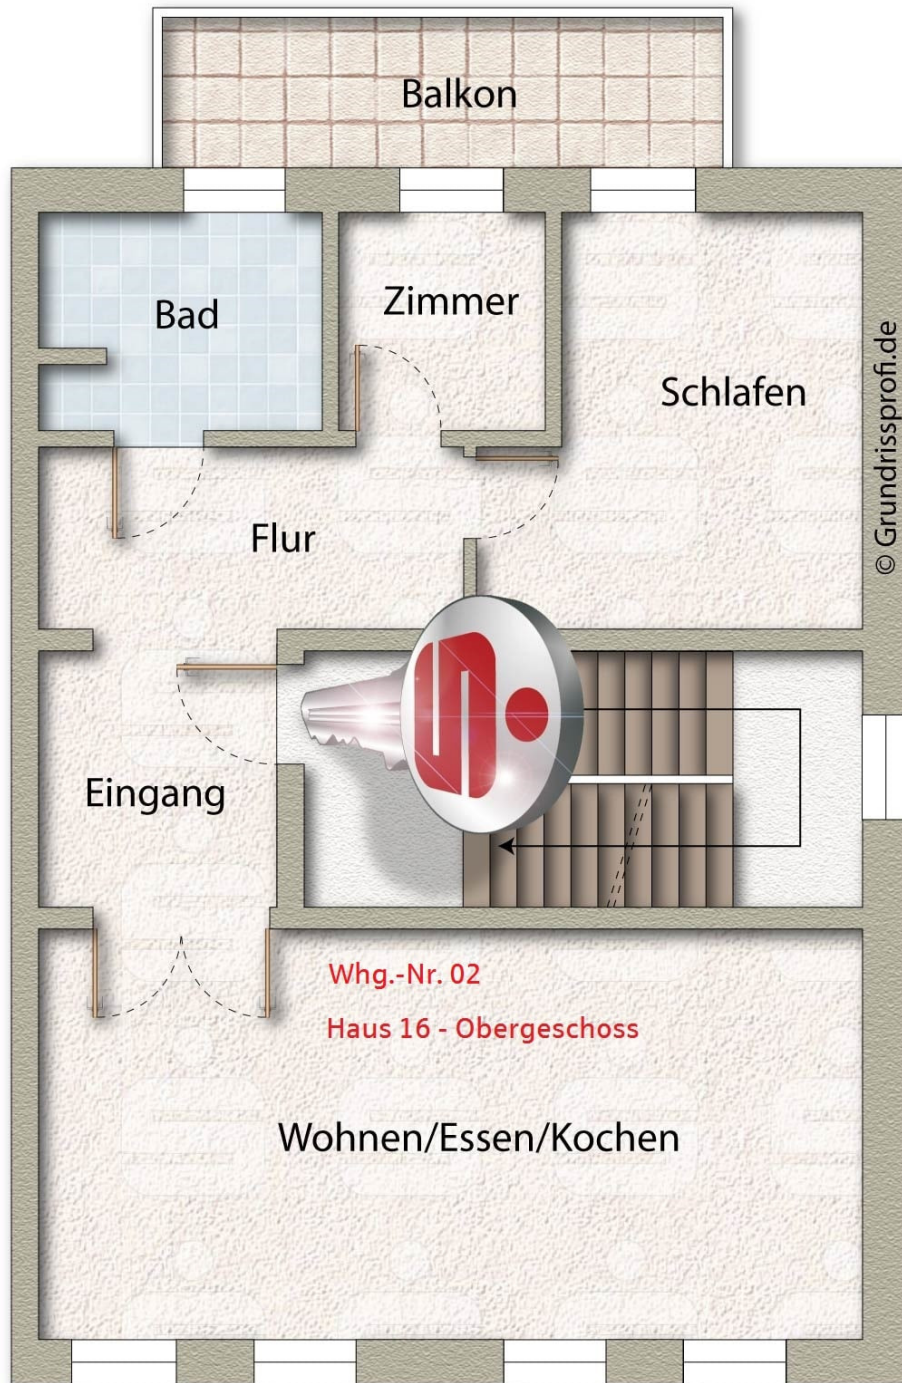 Balkon
Bad
Zimmer
Schlafen
© Grundrissprofi.de
Flur
Eingang
Whg.-Nr. 02
Haus 16 - Obergeschoss
Wohnen/Essen/Kochen